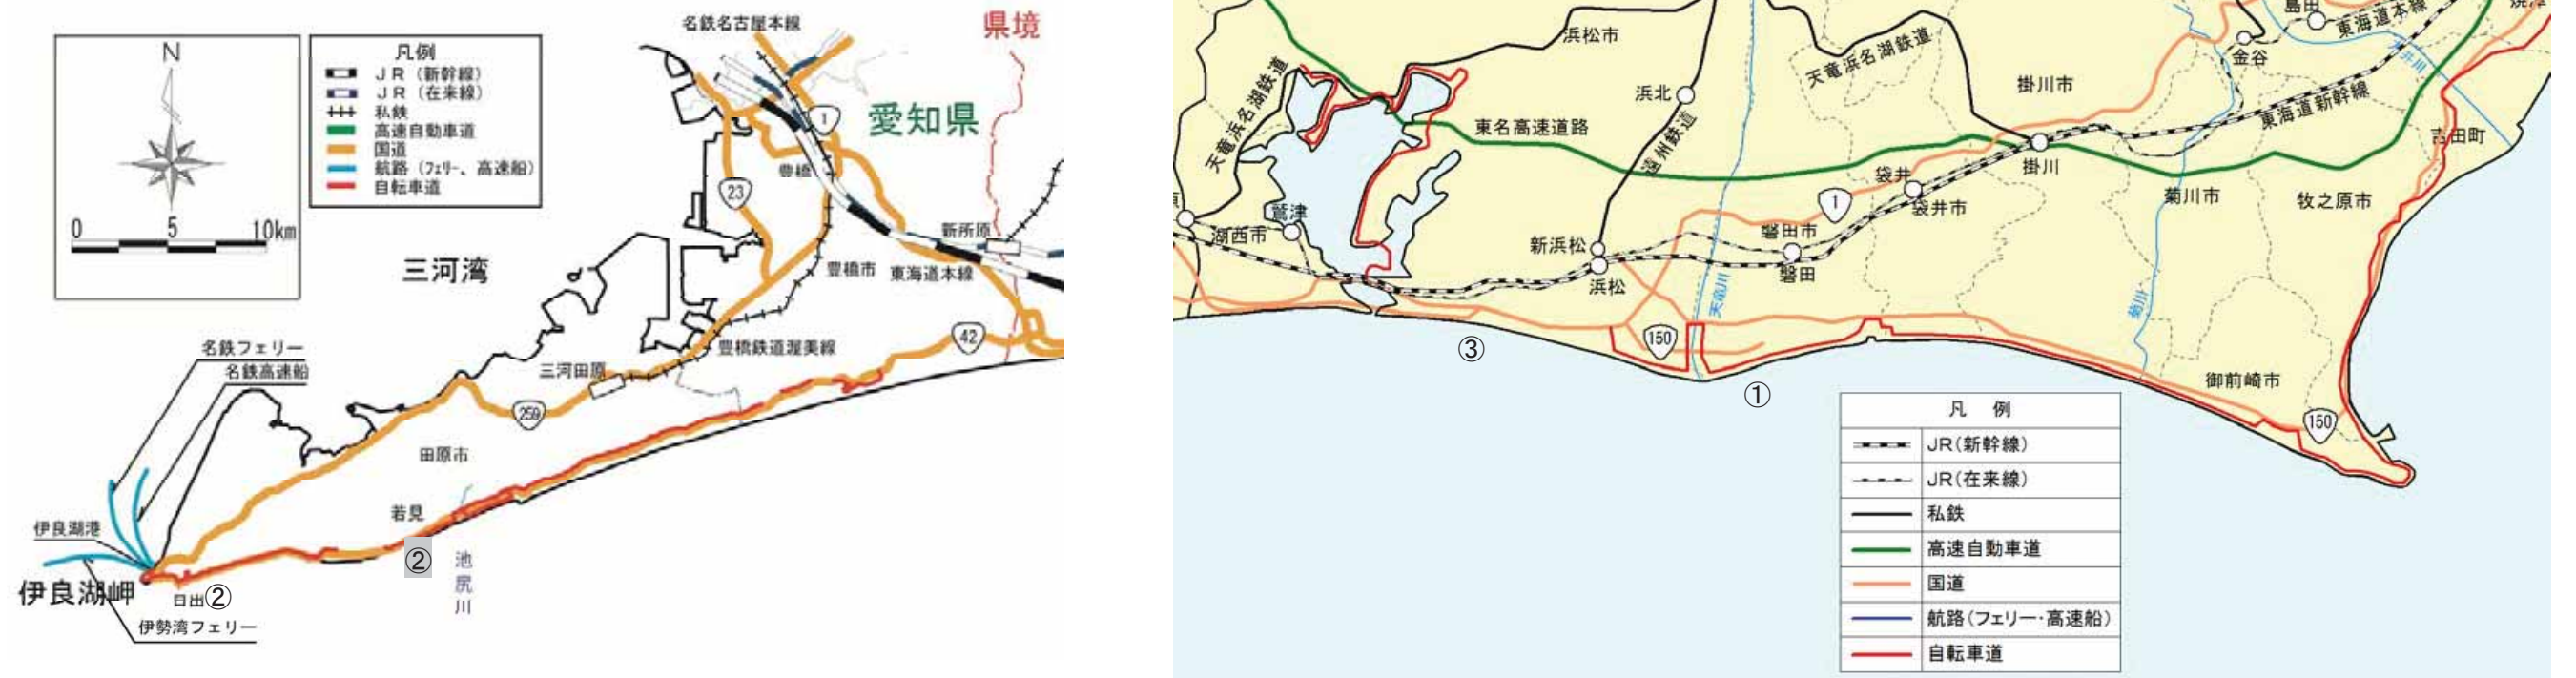 名鉄名古屋本線
県境
N
凡例
JR(新幹線)
JR(在来線)
私鉄
高速自動車道
国道
航路(フェリー、高速船)
自転車道
0 5 10km
愛知県
1
豊橋
23
新所原
三河湾
豊橋市
東海道本線
42
豊橋鉄道渥美線
名鉄フェリー
名鉄高速船
三河田原
259
田原市
若見
伊良湖港
②
池尻川
伊良湖岬
日出②
伊勢湾フェリー
島田
東海道本線
浜松市
天竜浜名湖鉄道
金谷
天竜浜名湖鉄道
掛川市
浜北
東海道新幹線
東名高速道路
吉田町
遠州鉄道
掛川
袋井
菊川市
牧之原市
1
袋井市
鷲津
湖西市
新浜松
磐田市
磐田
浜松
天竜川
菊川
150
③
①
御前崎市
150
凡 例
JR(新幹線)
JR(在来線)
私鉄
高速自動車道
国道
航路(フェリー・高速船)
自転車道